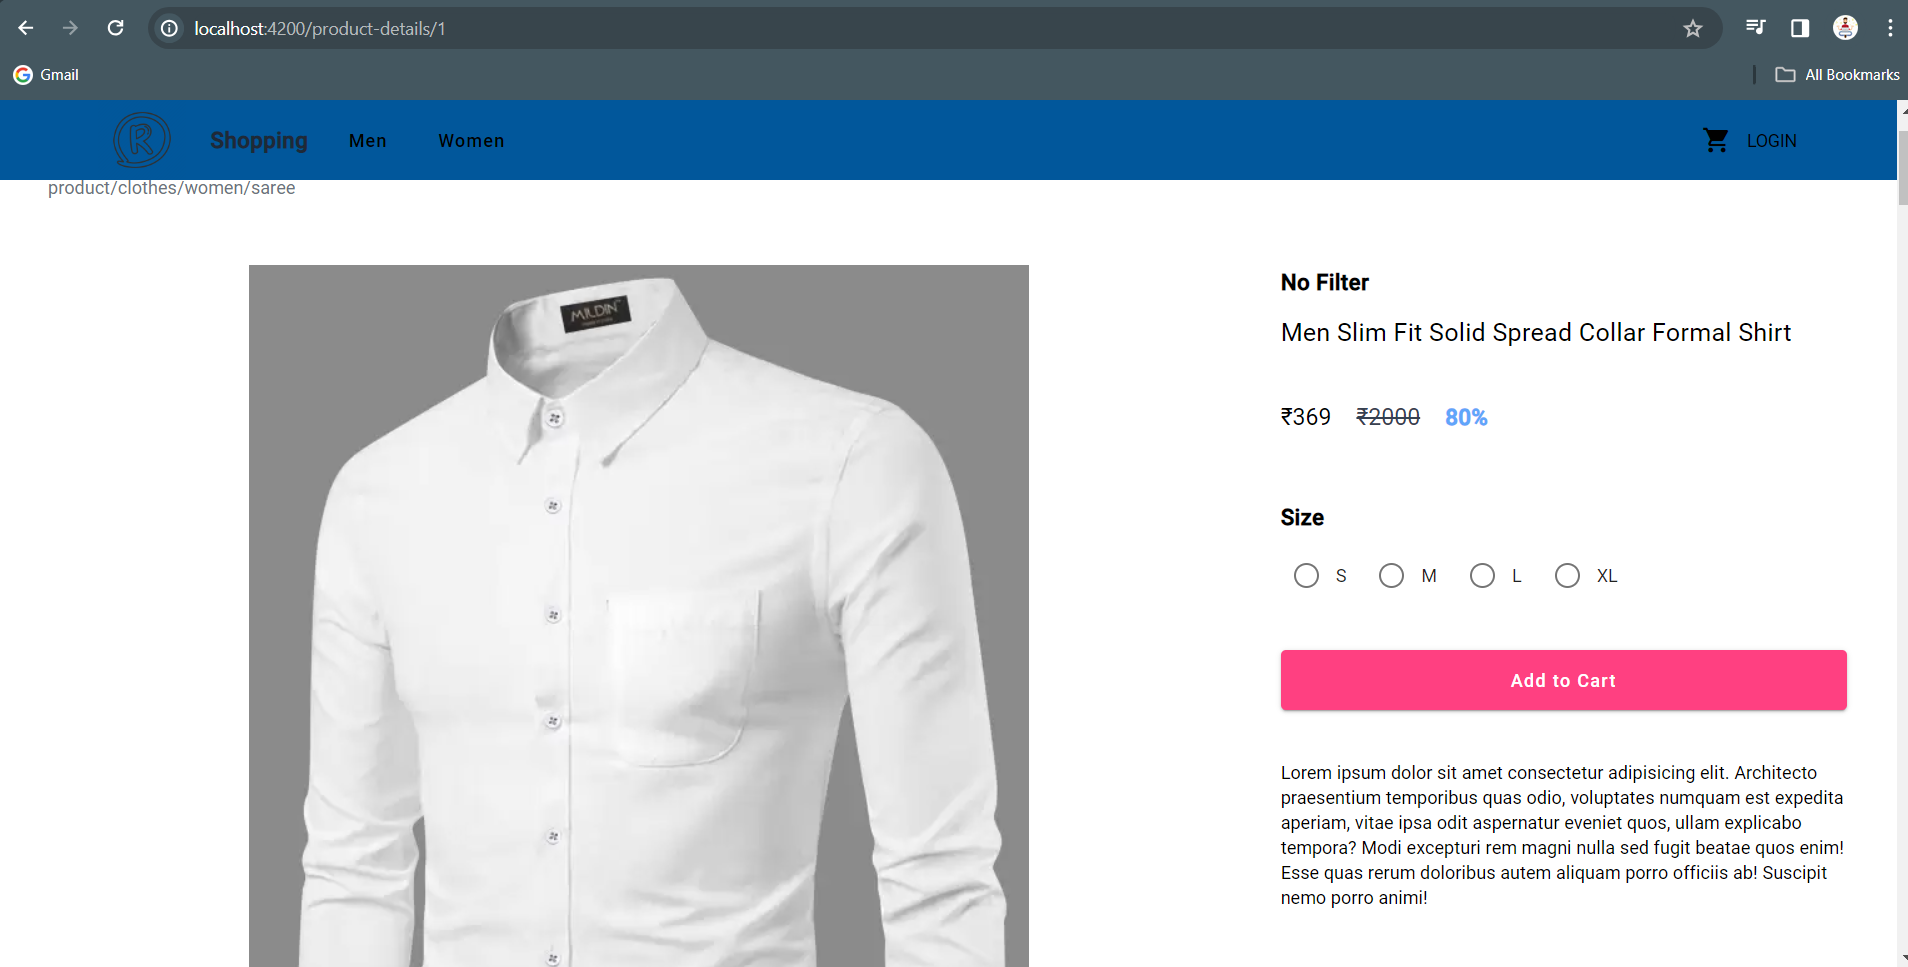 localhost:4200/product-details/1
Gmail
All Bookmarks
R Shopping Men Women LOGIN
product/clothes/women/saree
MILDIN
No Filter
Men Slim Fit Solid Spread Collar Formal Shirt
₹369 ₹2000 80%
Size
S M L XL
Add to Cart
Lorem ipsum dolor sit amet consectetur adipisicing elit. Architecto
praesentium temporibus quas odio, voluptates numquam est expedita
aperiam, vitae ipsa odit aspernatur eveniet quos, ullam explicabo
tempora? Modi excepturi rem magni nulla sed fugit beatae quos enim!
Esse quas rerum doloribus autem aliquam porro officiis ab! Suscipit
nemo porro animi!